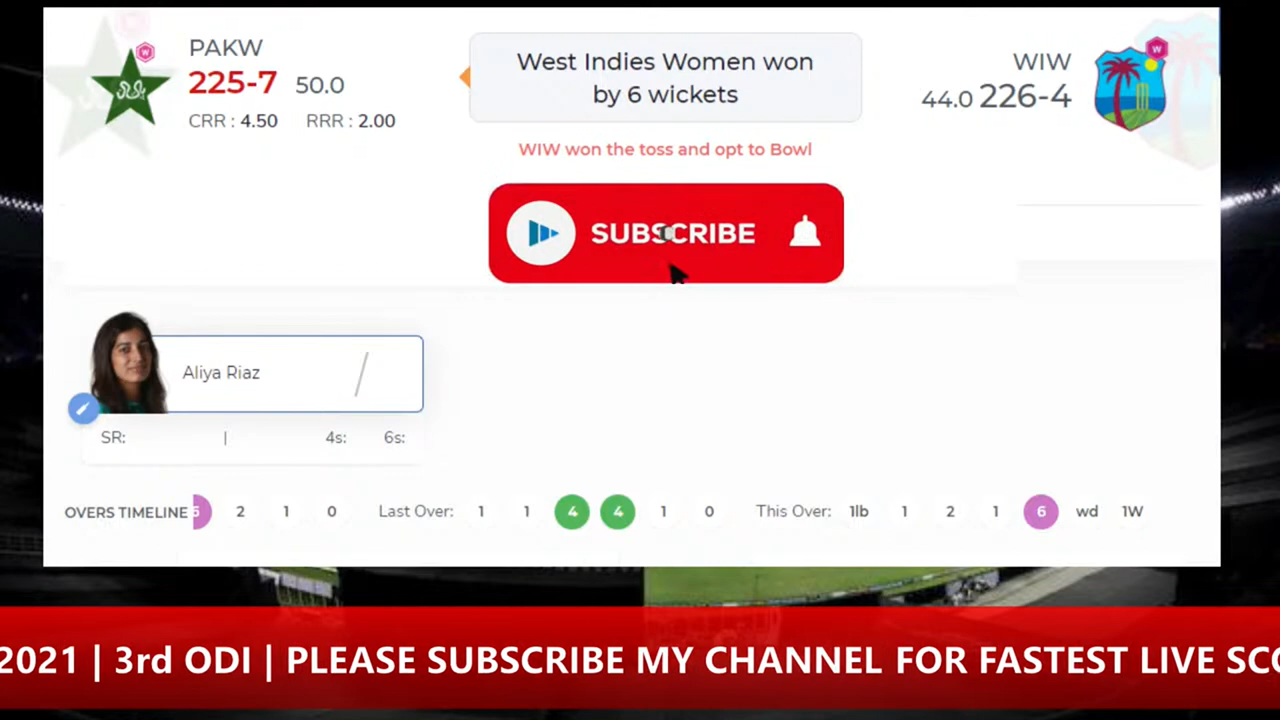 PAKW
225-7 50.0
CRR : 4.50 RRR : 2.00
West Indies Women won
by 6 wickets
WIW
44.0 226-4
W
W
WIW won the toss and opt to Bowl
SUBSCRIBE
Aliya Riaz
SR: | 4s: 6s:
OVERS TIMELINE 6 2 1 0 Last Over: 1 1 4 4 1 0 This Over: 1lb 1 2 1 6 wd 1W
2021 | 3rd ODI | PLEASE SUBSCRIBE MY CHANNEL FOR FASTEST LIVE SCO